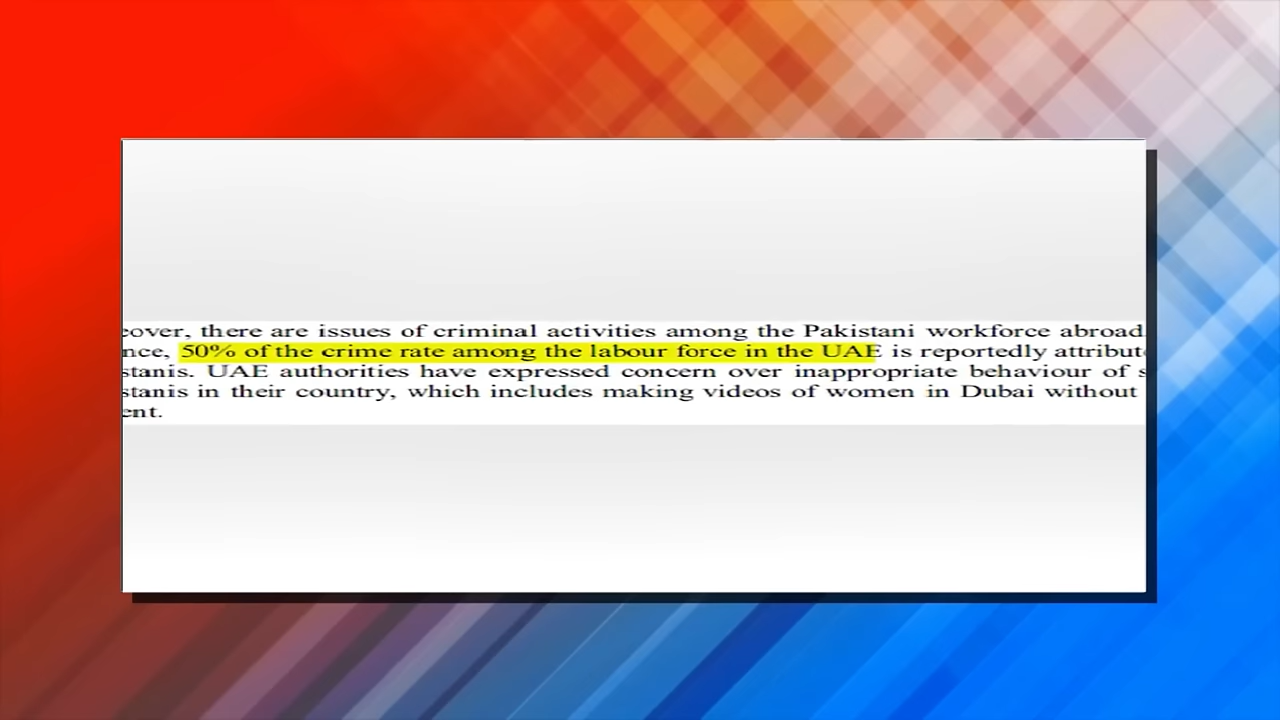 eover, there are issues of criminal activities among the Pakistani workforce abroad.
nce, 50% of the crime rate among the labour force in the UAE is reportedly attribut
stanis. UAE authorities have expressed concern over inappropriate behaviour of s
stanis in their country, which includes making videos of women in Dubai without
ent.